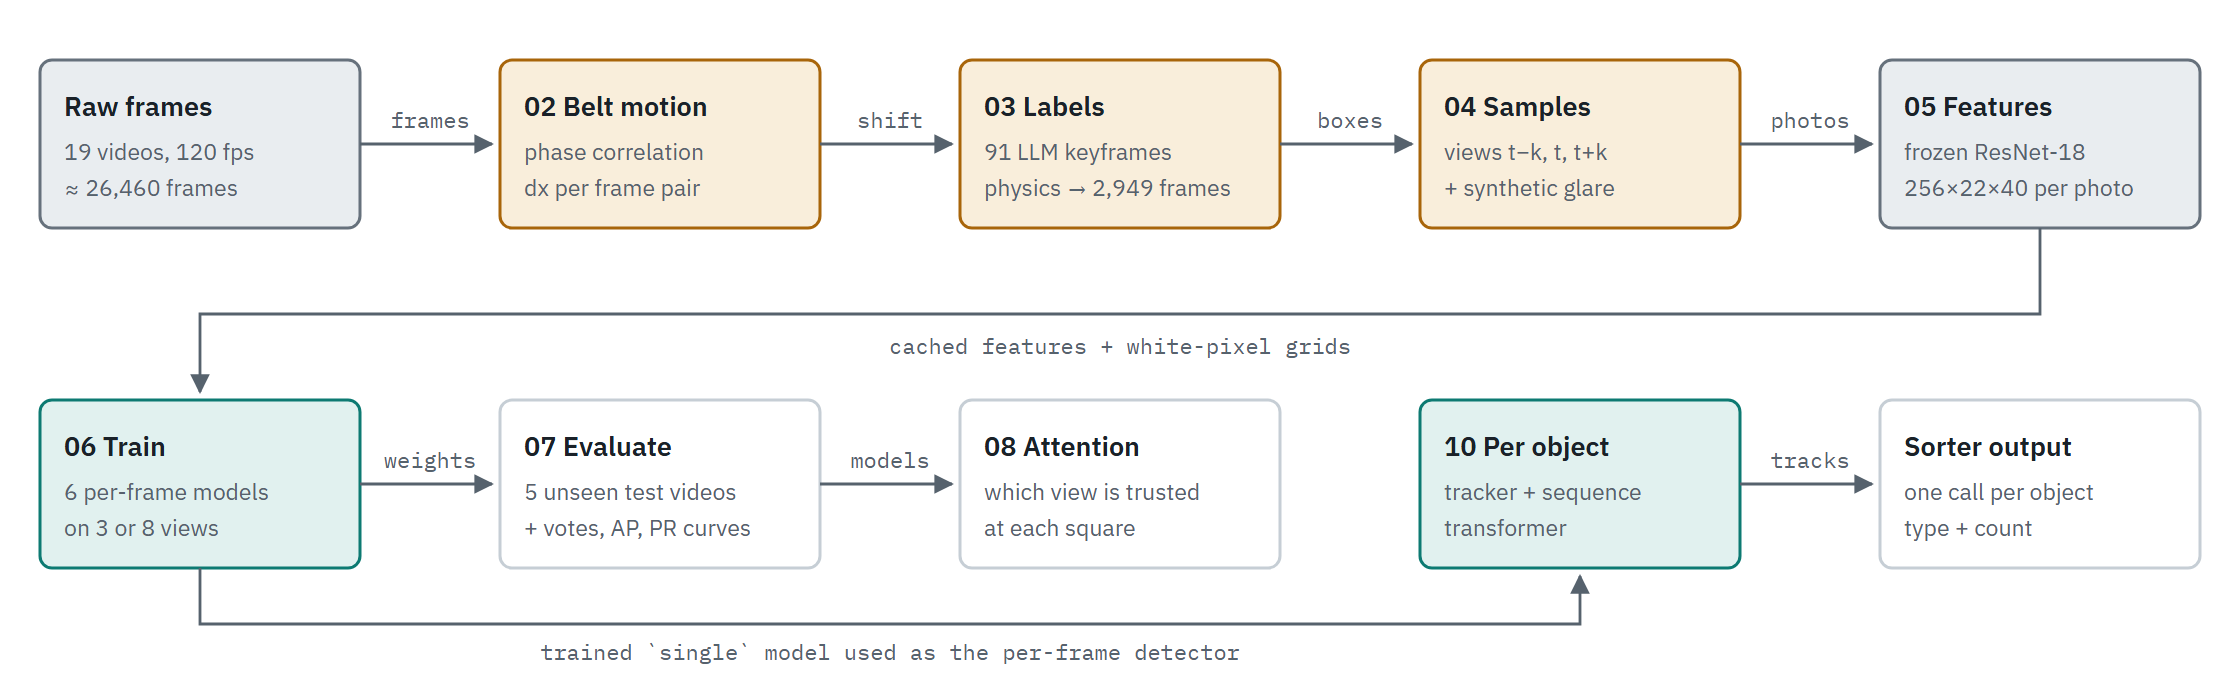 Raw frames
19 videos, 120 fps
≈ 26,460 frames
frames
02 Belt motion
phase correlation
dx per frame pair
shift
03 Labels
91 LLM keyframes
physics → 2,949 frames
boxes
04 Samples
views t−k, t, t+k
+ synthetic glare
photos
05 Features
frozen ResNet-18
256×22×40 per photo
cached features + white-pixel grids
06 Train
6 per-frame models
on 3 or 8 views
weights
07 Evaluate
5 unseen test videos
+ votes, AP, PR curves
models
08 Attention
which view is trusted
at each square
10 Per object
tracker + sequence
transformer
tracks
Sorter output
one call per object
type + count
trained `single` model used as the per-frame detector